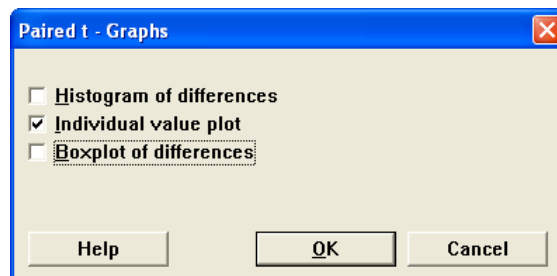 Paired t - Graphs
Histogram of differences
Individual value plot
Boxplot of differences
Help OK Cancel